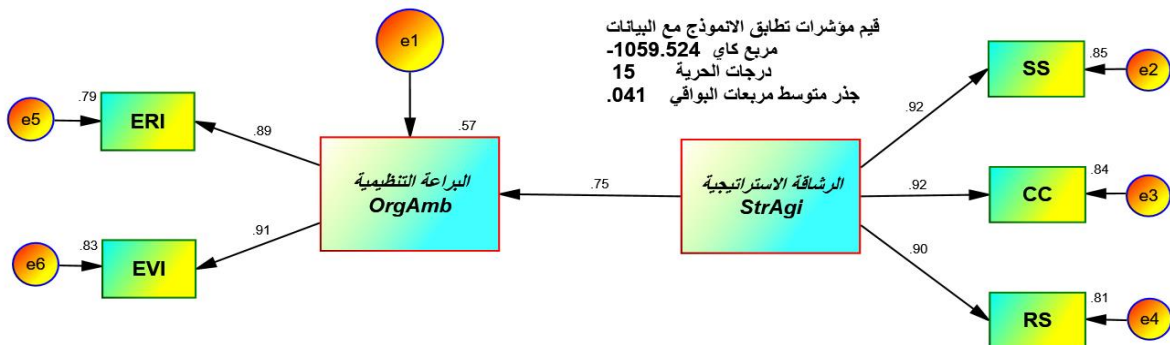 قيم مؤشرات تطابق الانموذج مع البيانات
مربع كاي 1059.524-
درجات الحرية 15
جذر متوسط مربعات البواقي 041.
e1
e5
.79
ERI
.89
.57
البراعة التنظيمية
OrgAmb
.91
e6
.83
EVI
.75
الرشاقة الاستراتيجية
StrAgi
.92
SS
.85
e2
.92
CC
.84
e3
.90
RS
.81
e4